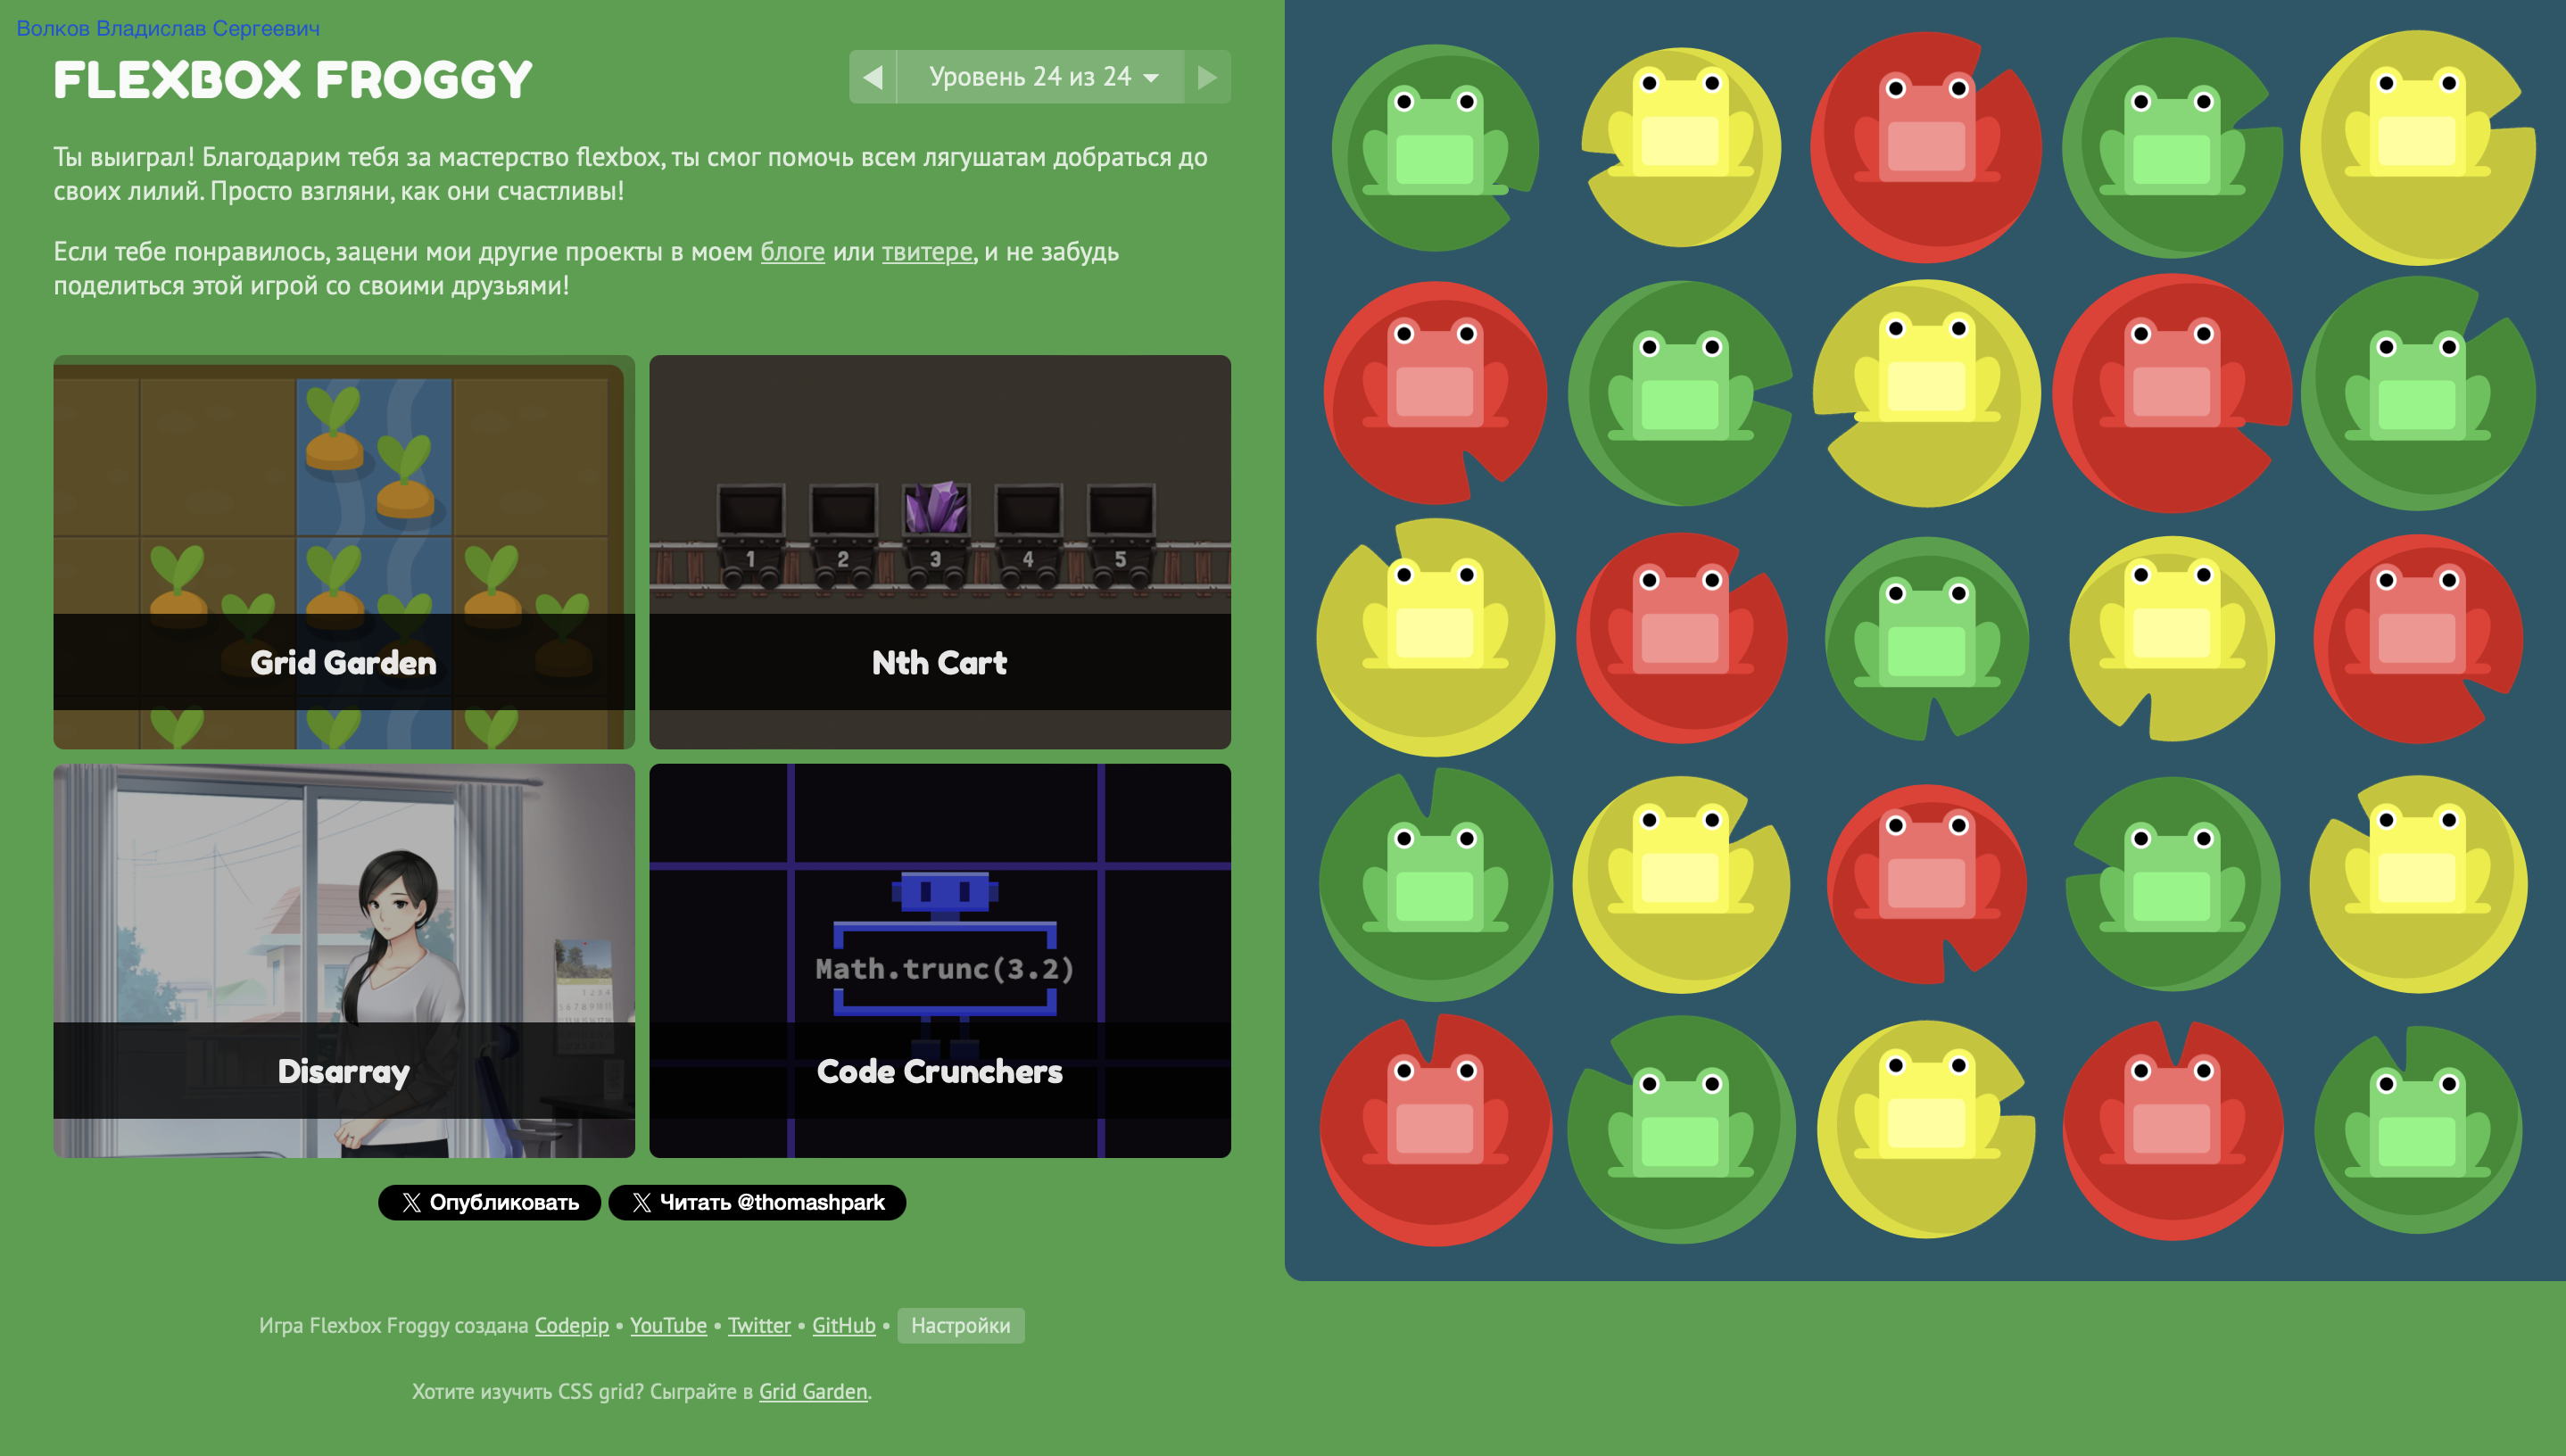 Волков Владислав Сергеевич
FLEXBOX FROGGY
Уровень 24 из 24
Ты выиграл! Благодарим тебя за мастерство flexbox, ты смог помочь всем лягушатам добраться до
своих лилий. Просто взгляни, как они счастливы!
Если тебе понравилось, зацени мои другие проекты в моем блоге или твитере, и не забудь
поделиться этой игрой со своими друзьями!
Grid Garden
1 2 3 4 5
Nth Cart
Disarray
Math.trunc(3.2)
Code Crunchers
Опубликовать
Читать @thomashpark
Игра Flexbox Froggy создана Codepip • YouTube • Twitter • GitHub • Настройки
Хотите изучить CSS grid? Сыграйте в Grid Garden.